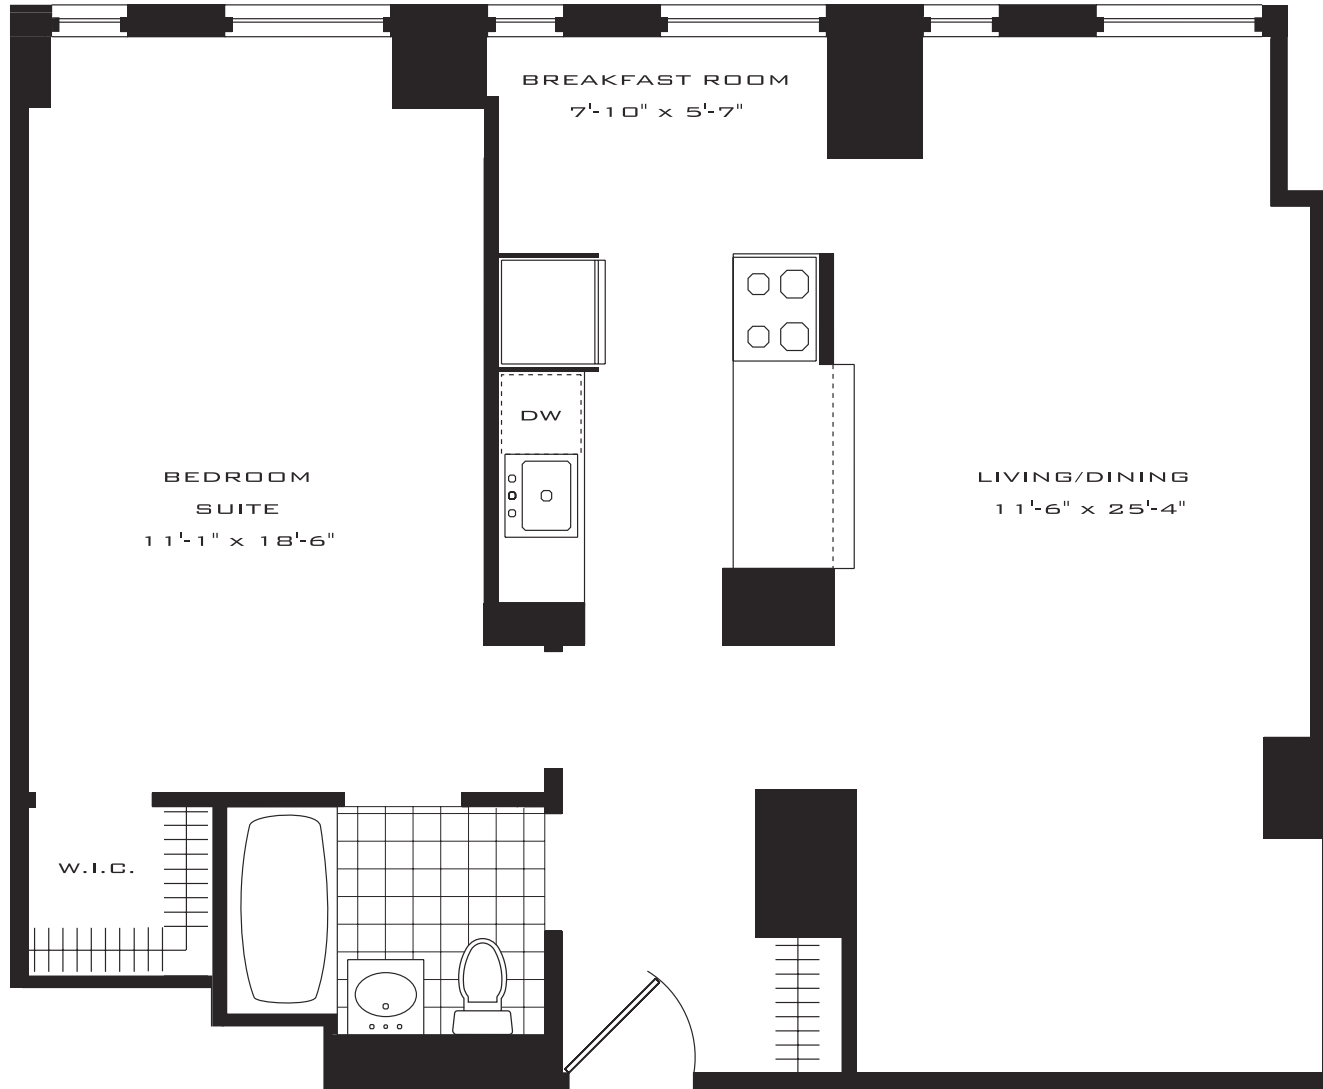 BREAKFAST ROOM
7'-10" x 5'-7"
DW
BEDROOM
SUITE
11'-1" x 18'-6"
LIVING/DINING
11'-6" x 25'-4"
W.I.C.